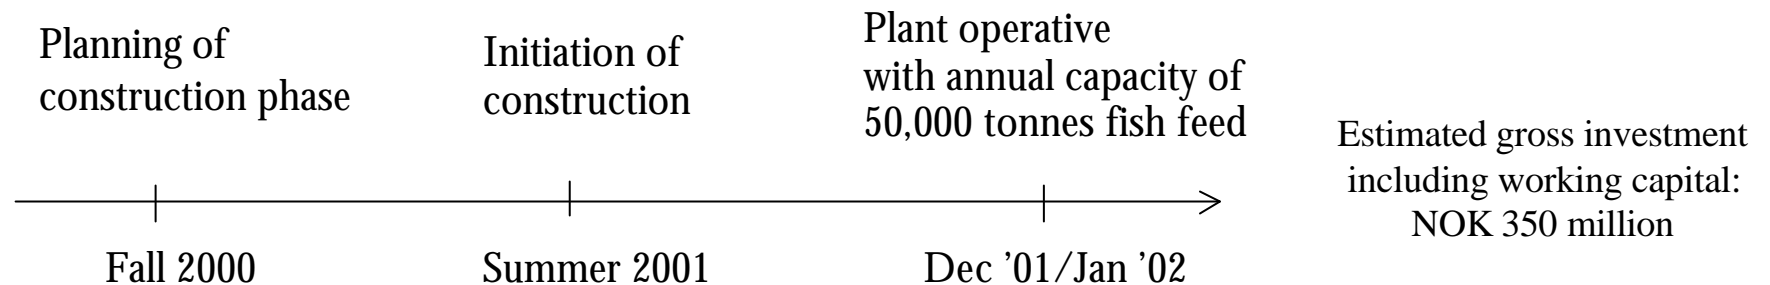 Planning of
construction phase
Initiation of
construction
Plant operative
with annual capacity of
50,000 tonnes fish feed
Estimated gross investment
including working capital:
NOK 350 million
Fall 2000
Summer 2001
Dec ’01/Jan ’02